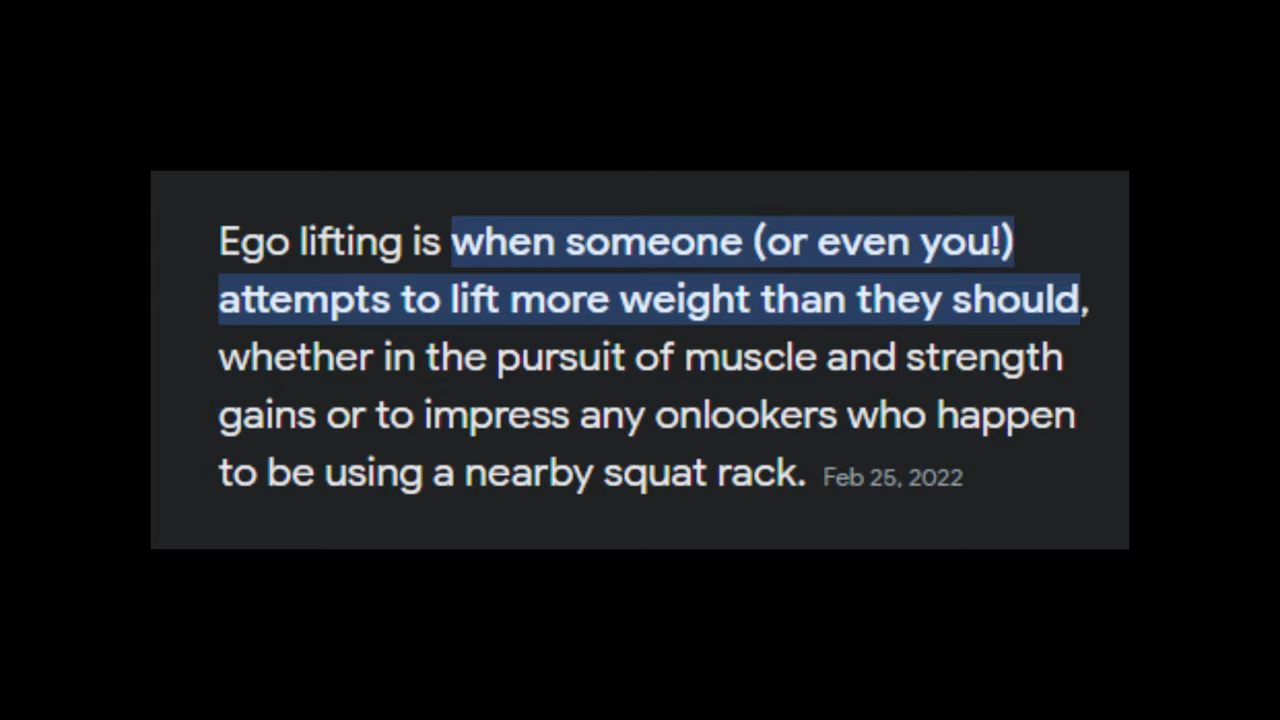 Ego lifting is when someone (or even you!)
attempts to lift more weight than they should,
whether in the pursuit of muscle and strength
gains or to impress any onlookers who happen
to be using a nearby squat rack. Feb 25, 2022